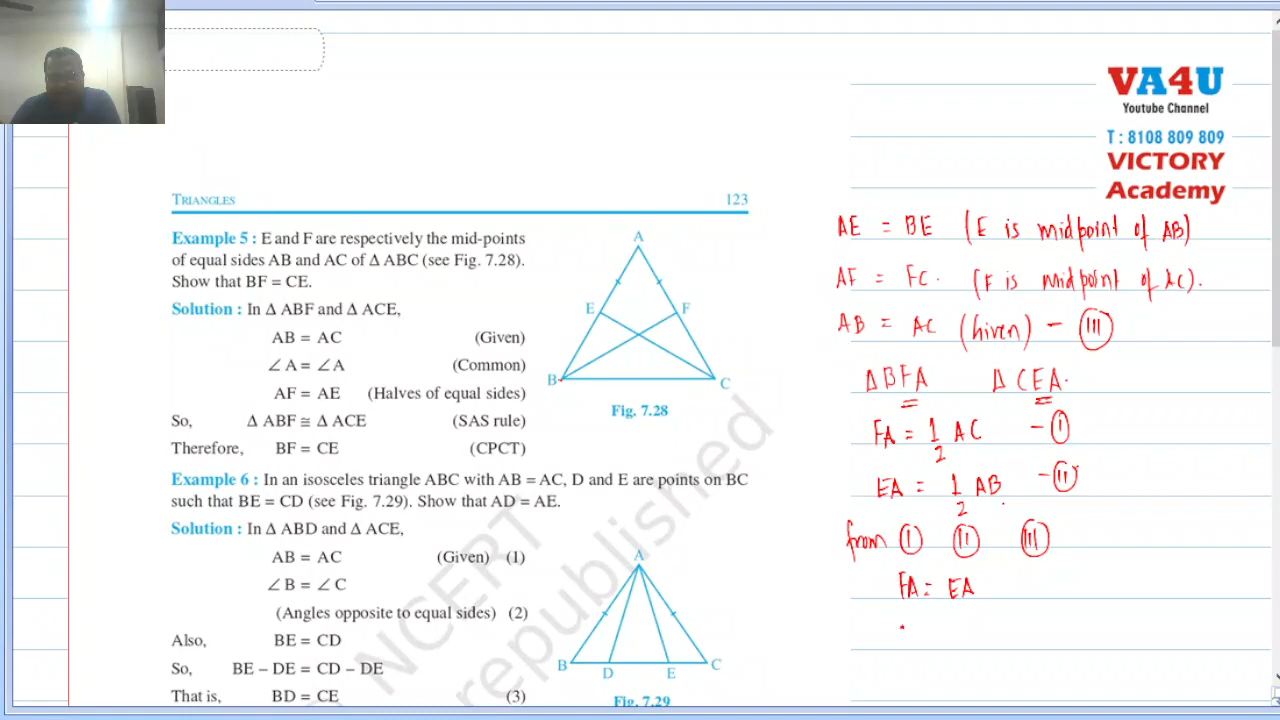 VA4U
Youtube Channel
T : 8108 809 809
VICTORY
Academy
TRIANGLES 123
Example 5 : E and F are respectively the mid-points
of equal sides AB and AC of Δ ABC (see Fig. 7.28).
Show that BF = CE.
Solution : In Δ ABF and Δ ACE,
AB = AC (Given)
∠ A = ∠ A (Common)
AF = AE (Halves of equal sides)
So, Δ ABF ≅ Δ ACE (SAS rule)
Therefore, BF = CE (CPCT)
A
E F
B C
Fig. 7.28
Example 6 : In an isosceles triangle ABC with AB = AC, D and E are points on BC
such that BE = CD (see Fig. 7.29). Show that AD = AE.
Solution : In Δ ABD and Δ ACE,
AB = AC (Given) (1)
∠ B = ∠ C
(Angles opposite to equal sides) (2)
Also, BE = CD
So, BE – DE = CD – DE
That is, BD = CE (3)
A
B D E C
Fig. 7.29
NCERT
republished
AE = BE (E is midpoint of AB)
AF = FC. (F is midpoint of AC).
AB = AC (Given) - III
Δ BFA Δ CEA.
FA = 1/2 AC - I
EA = 1/2 AB - II
from I II III
FA = EA